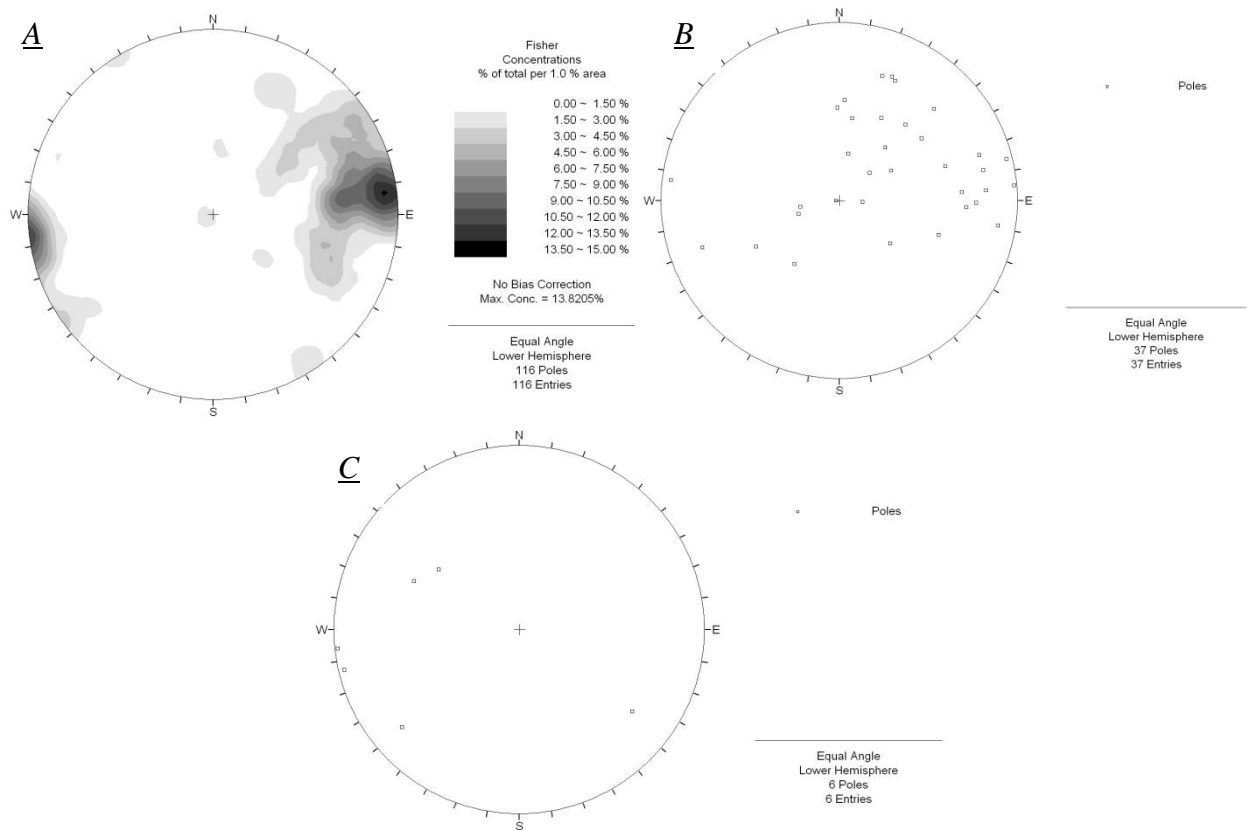 A
N
W
E
S
Fisher
Concentrations
% of total per 1.0 % area
0.00 ~ 1.50 %
1.50 ~ 3.00 %
3.00 ~ 4.50 %
4.50 ~ 6.00 %
6.00 ~ 7.50 %
7.50 ~ 9.00 %
9.00 ~ 10.50 %
10.50 ~ 12.00 %
12.00 ~ 13.50 %
13.50 ~ 15.00 %
No Bias Correction
Max. Conc. = 13.8205%
Equal Angle
Lower Hemisphere
116 Poles
116 Entries
B
N
W
E
S
Poles
Equal Angle
Lower Hemisphere
37 Poles
37 Entries
C
N
W
E
S
Poles
Equal Angle
Lower Hemisphere
6 Poles
6 Entries